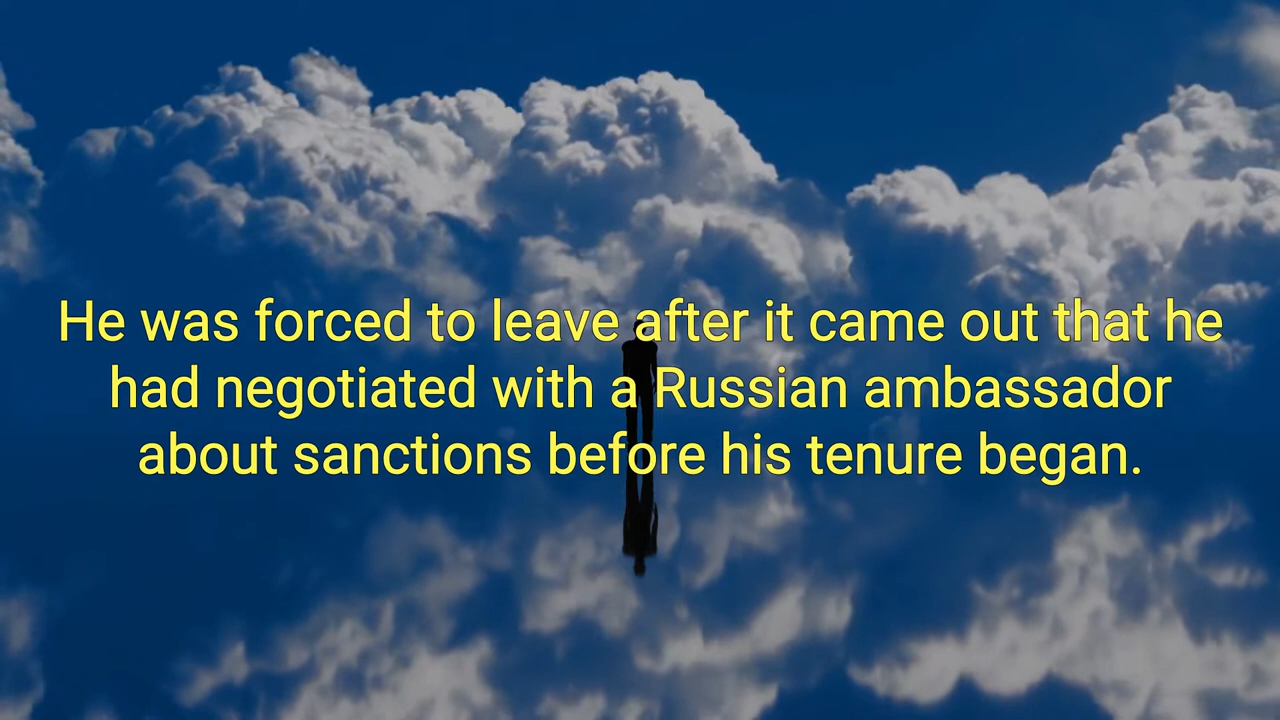 He was forced to leave after it came out that he
had negotiated with a Russian ambassador
about sanctions before his tenure began.